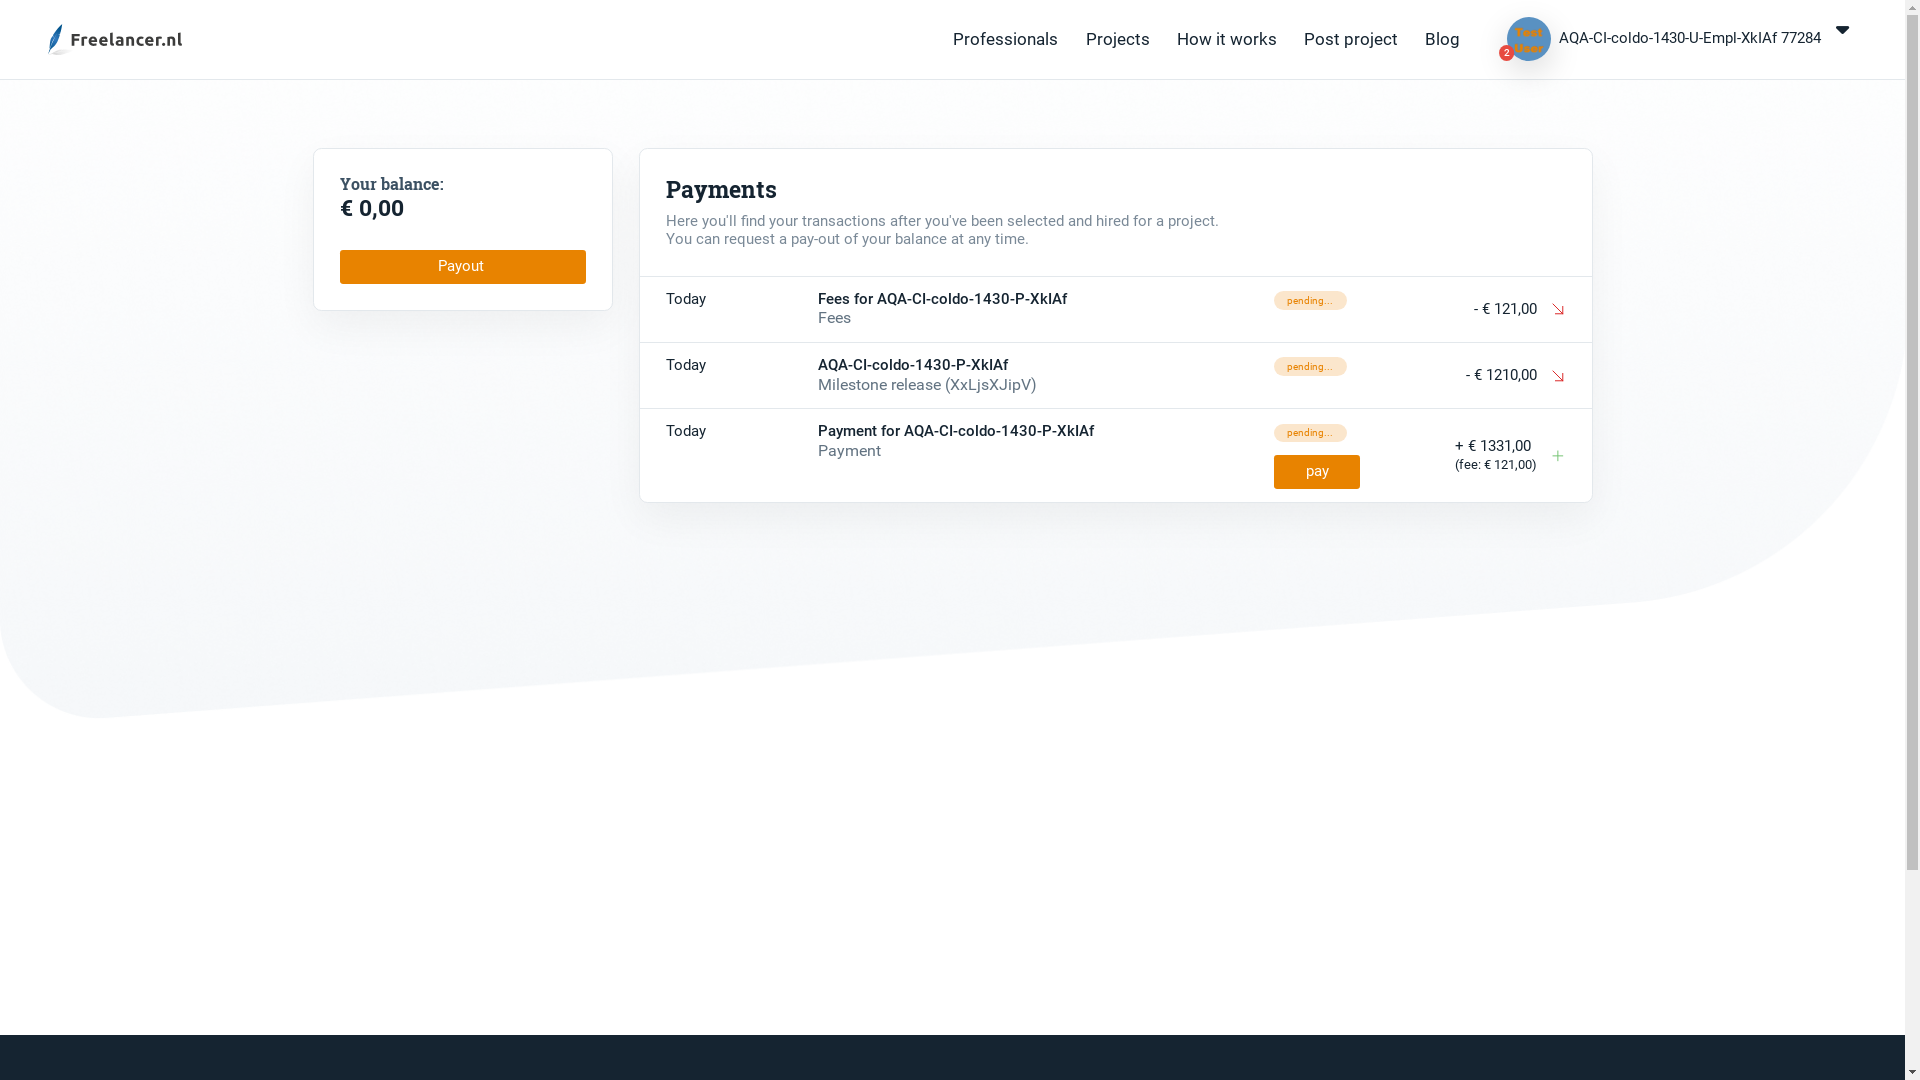 Freelancer.nl
Professionals
Projects
How it works
Post project
Blog
Test
User
2
AQA-CI-coldo-1430-U-Empl-XkIAf 77284
Your balance:
€ 0,00
Payout
Payments
Here you'll find your transactions after you've been selected and hired for a project.
You can request a pay-out of your balance at any time.
Today
Fees for AQA-CI-coldo-1430-P-XkIAf
Fees
pending...
- € 121,00
Today
AQA-CI-coldo-1430-P-XkIAf
Milestone release (XxLjsXJipV)
pending...
- € 1210,00
Today
Payment for AQA-CI-coldo-1430-P-XkIAf
Payment
pending...
pay
+ € 1331,00
(fee: € 121,00)